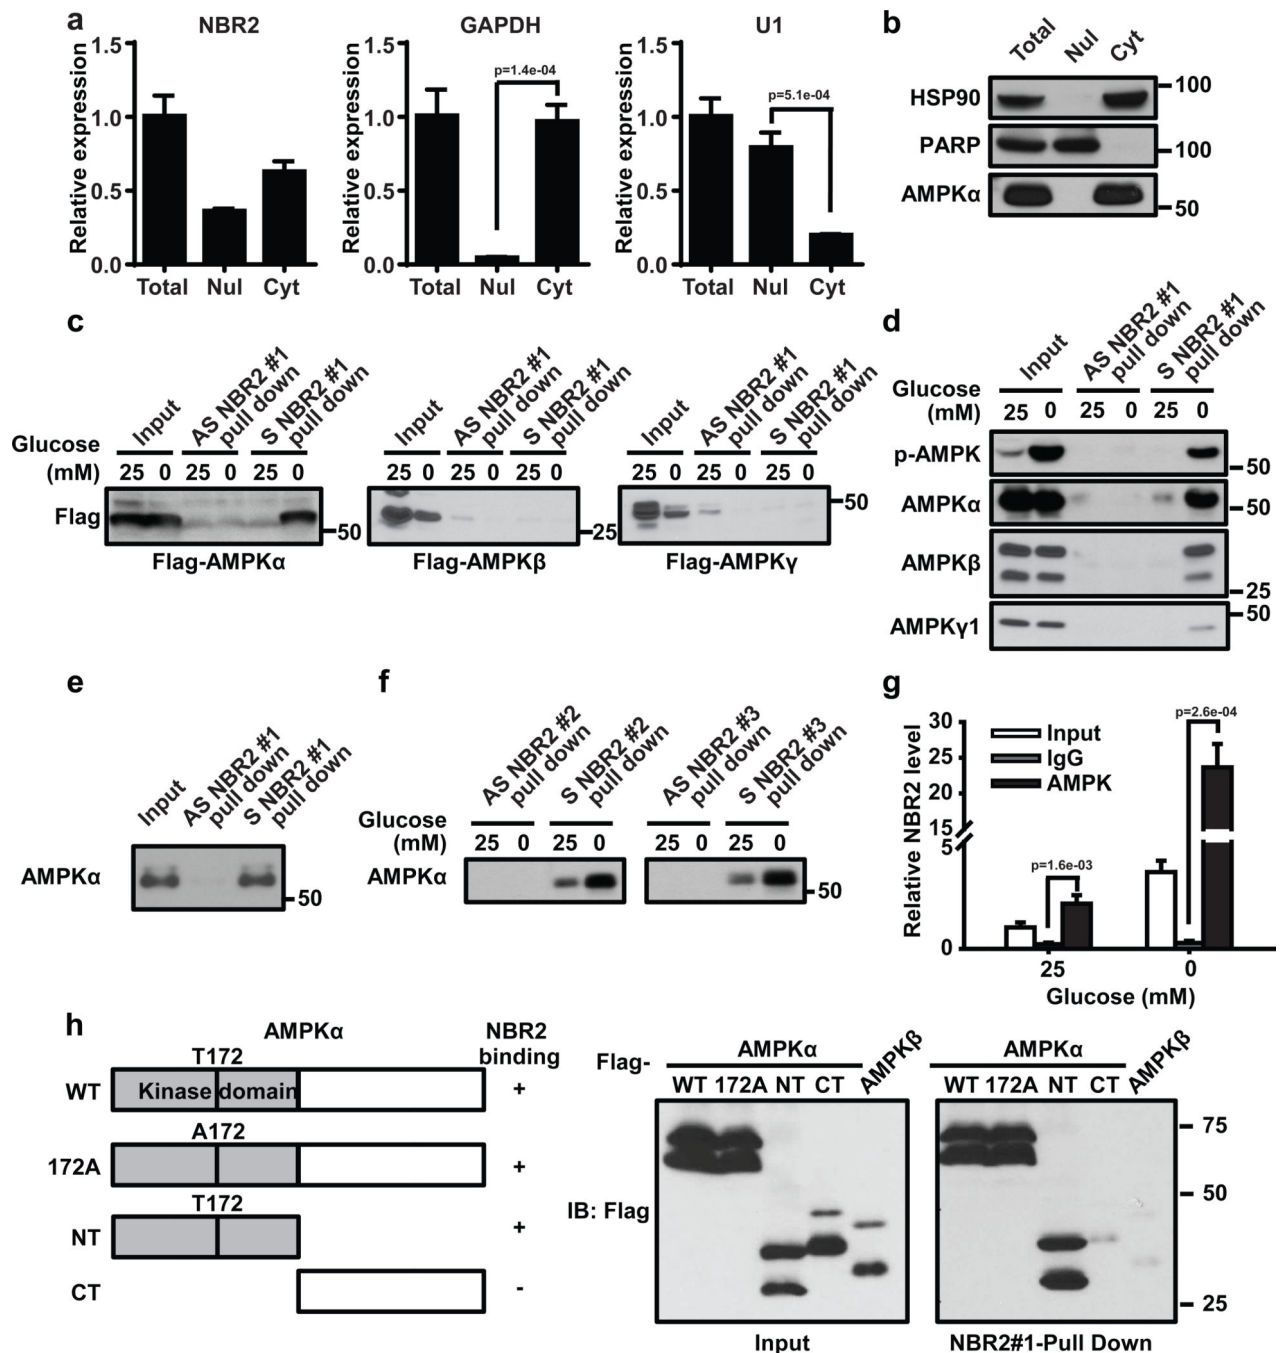 a
NBR2
GAPDH
U1
Relative expression
1.5
1.0
0.5
0.0
Total Nul Cyt
Relative expression
1.5
1.0
0.5
0.0
p=1.4e-04
Total Nul Cyt
Relative expression
1.5
1.0
0.5
0.0
p=5.1e-04
Total Nul Cyt
b
Total Nul Cyt
HSP90
100
PARP
100
AMPKα
50
c
Input
AS NBR2 #1
pull down
S NBR2 #1
pull down
Input
AS NBR2 #1
pull down
S NBR2 #1
pull down
Input
AS NBR2 #1
pull down
S NBR2 #1
pull down
Glucose
(mM)
25 0 25 0 25 0
25 0 25 0 25 0
25 0 25 0 25 0
Flag
50
25
50
Flag-AMPKα
Flag-AMPKβ
Flag-AMPKγ
d
Input
AS NBR2 #1
pull down
S NBR2 #1
pull down
Glucose
(mM)
25 0 25 0 25 0
p-AMPK
50
AMPKα
50
AMPKβ
25
50
AMPKγ1
e
Input
AS NBR2 #1
pull down
S NBR2 #1
pull down
AMPKα
50
f
AS NBR2 #2
pull down
S NBR2 #2
pull down
AS NBR2 #3
pull down
S NBR2 #3
pull down
Glucose
(mM)
25 0 25 0
25 0 25 0
AMPKα
50
g
Relative NBR2 level
30
25
20
15
5
0
Input
IgG
AMPK
p=1.6e-03
p=2.6e-04
25
0
Glucose (mM)
h
AMPKα
NBR2
binding
T172
WT
Kinase domain
+
A172
172A
+
T172
NT
+
CT
-
Flag-
AMPKα
AMPKβ
WT 172A NT CT
AMPKα
AMPKβ
WT 172A NT CT
IB: Flag
75
50
25
Input
NBR2#1-Pull Down